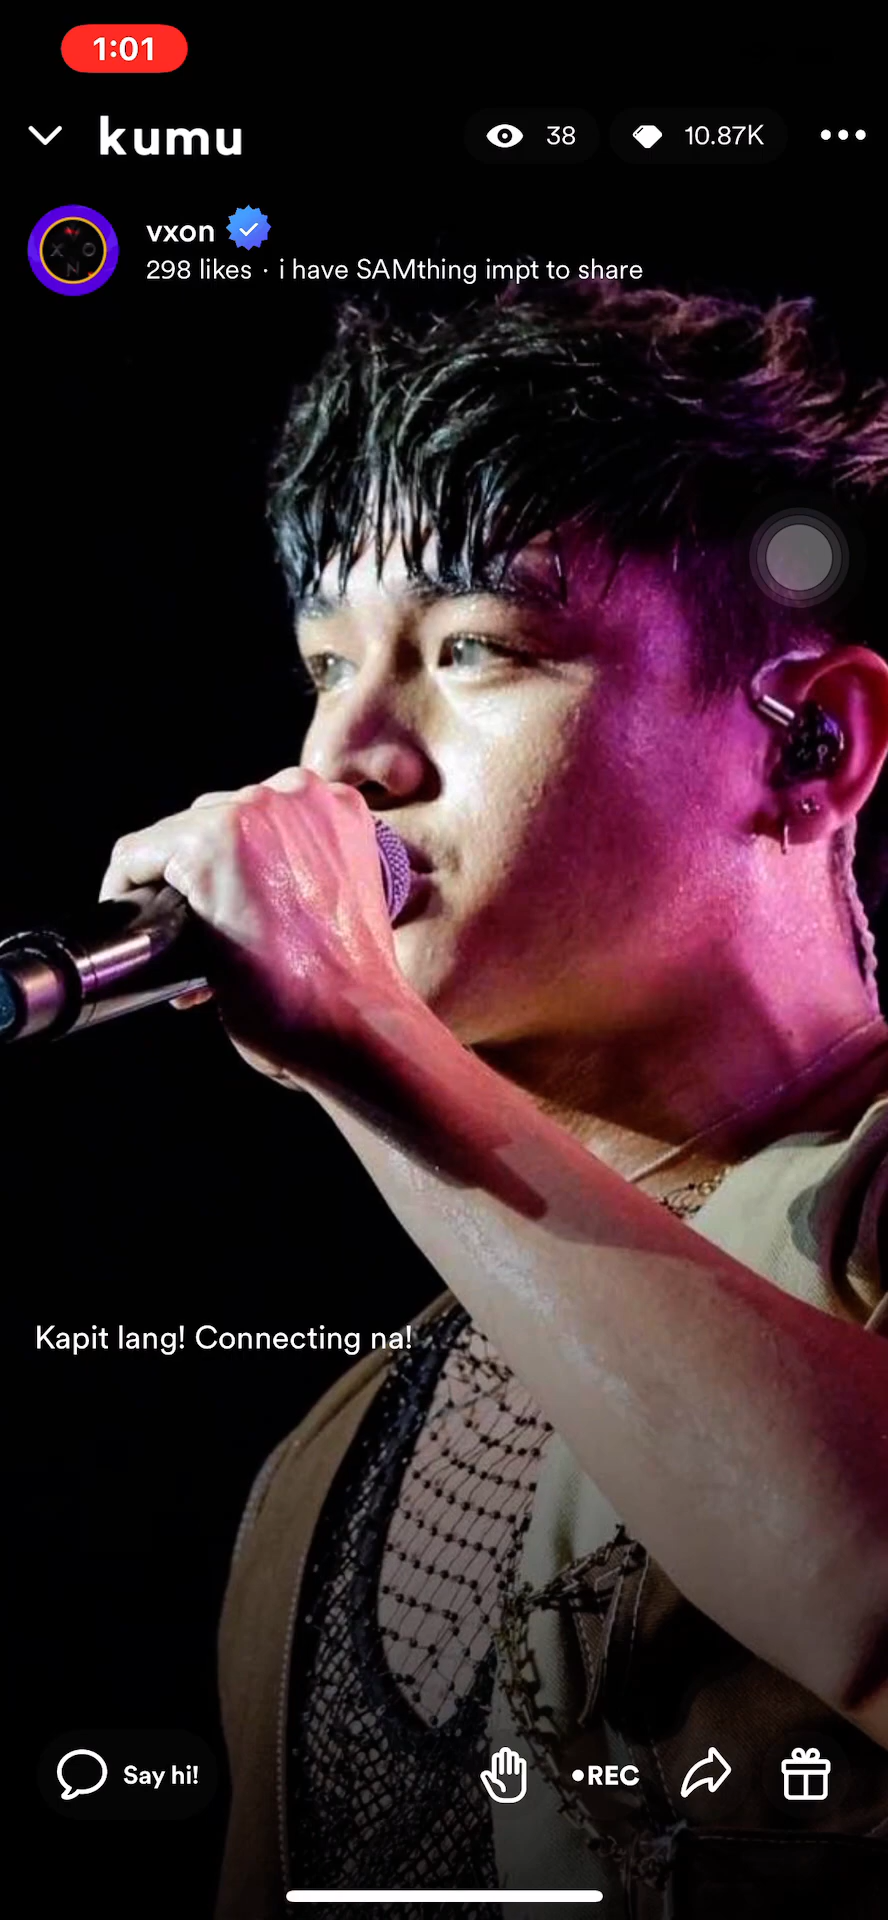 1:01
kumu
38
10.87K
vxon
298 likes · i have SAMthing impt to share
Kapit lang! Connecting na!
Say hi!
•REC